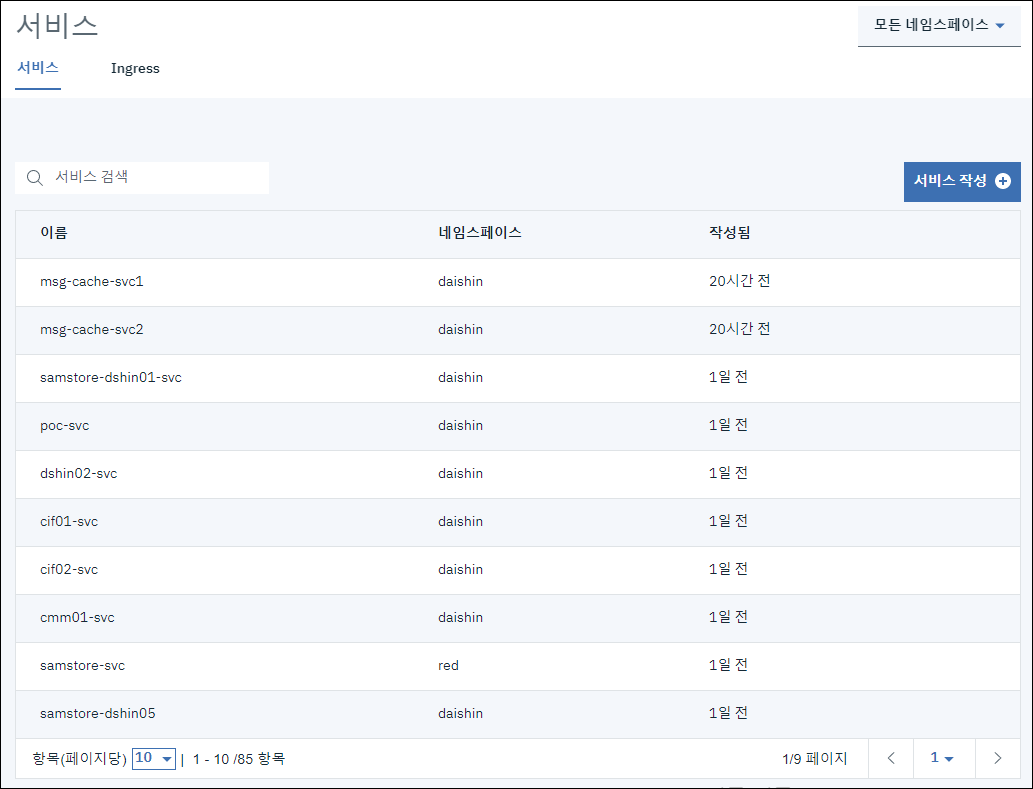 서비스
모든 네임스페이스
서비스 Ingress
서비스 검색
서비스 작성
이름 네임스페이스 작성됨
msg-cache-svc1 daishin 20시간 전
msg-cache-svc2 daishin 20시간 전
samstore-dshin01-svc daishin 1일 전
poc-svc daishin 1일 전
dshin02-svc daishin 1일 전
cif01-svc daishin 1일 전
cif02-svc daishin 1일 전
cmm01-svc daishin 1일 전
samstore-svc red 1일 전
samstore-dshin05 daishin 1일 전
항목(페이지당) 10 | 1 - 10 /85 항목 1/9 페이지 1